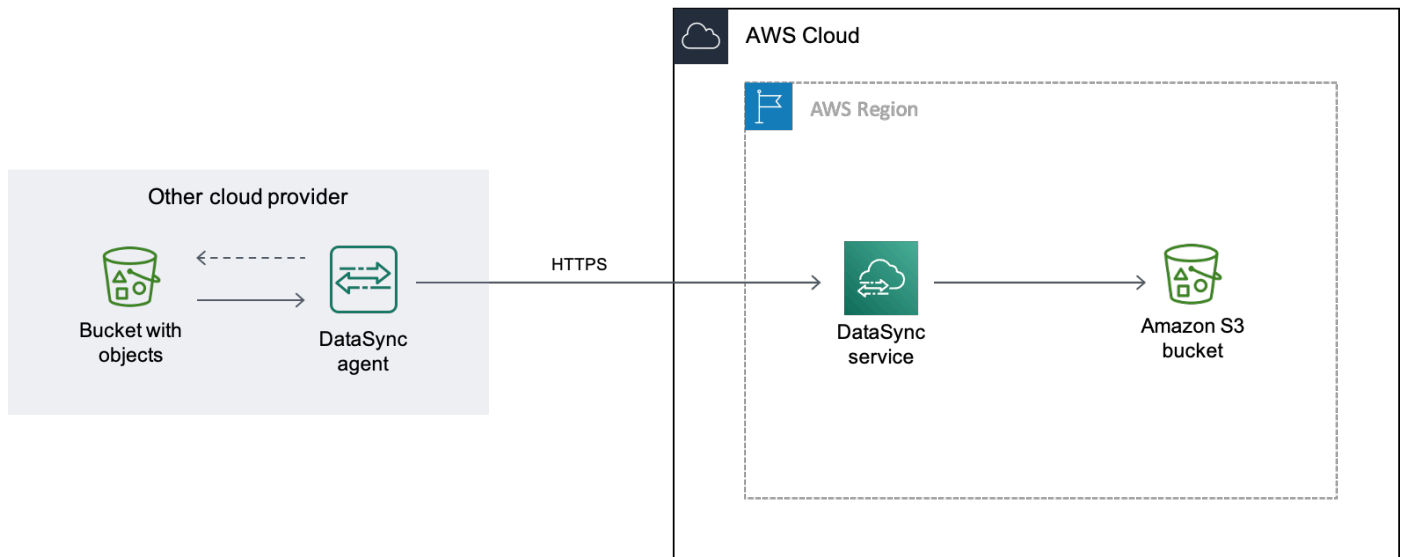 AWS Cloud
AWS Region
Other cloud provider
HTTPS
Bucket with
objects
DataSync
agent
DataSync
service
Amazon S3
bucket